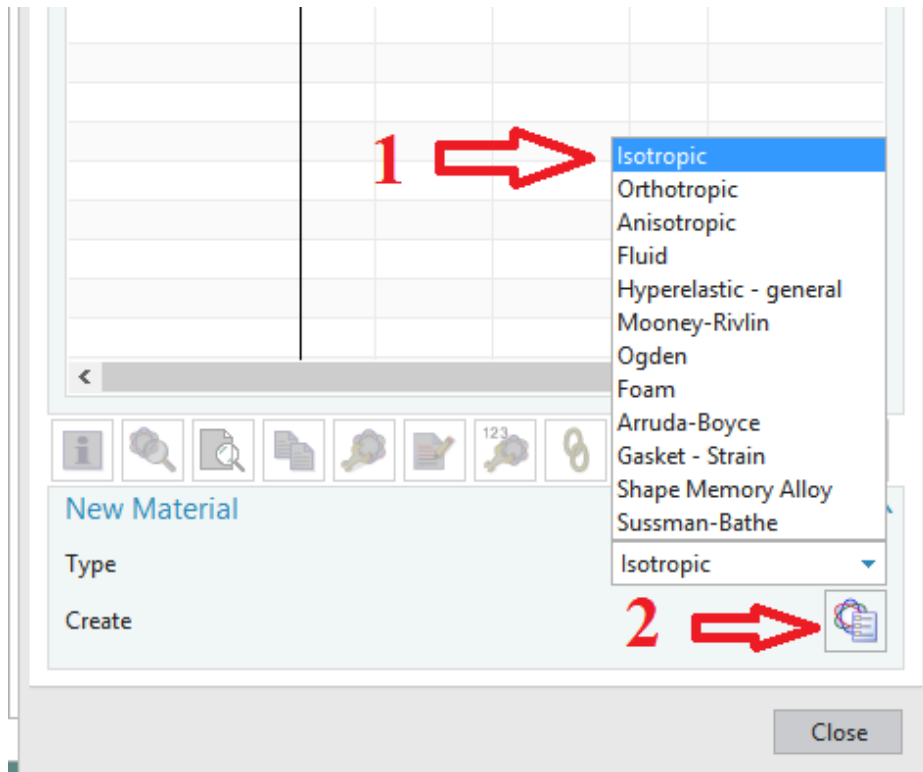 1
Isotropic
Orthotropic
Anisotropic
Fluid
Hyperelastic - general
Mooney-Rivlin
Ogden
Foam
Arruda-Boyce
Gasket - Strain
Shape Memory Alloy
Sussman-Bathe
123
New Material
Type Isotropic
Create 2
Close